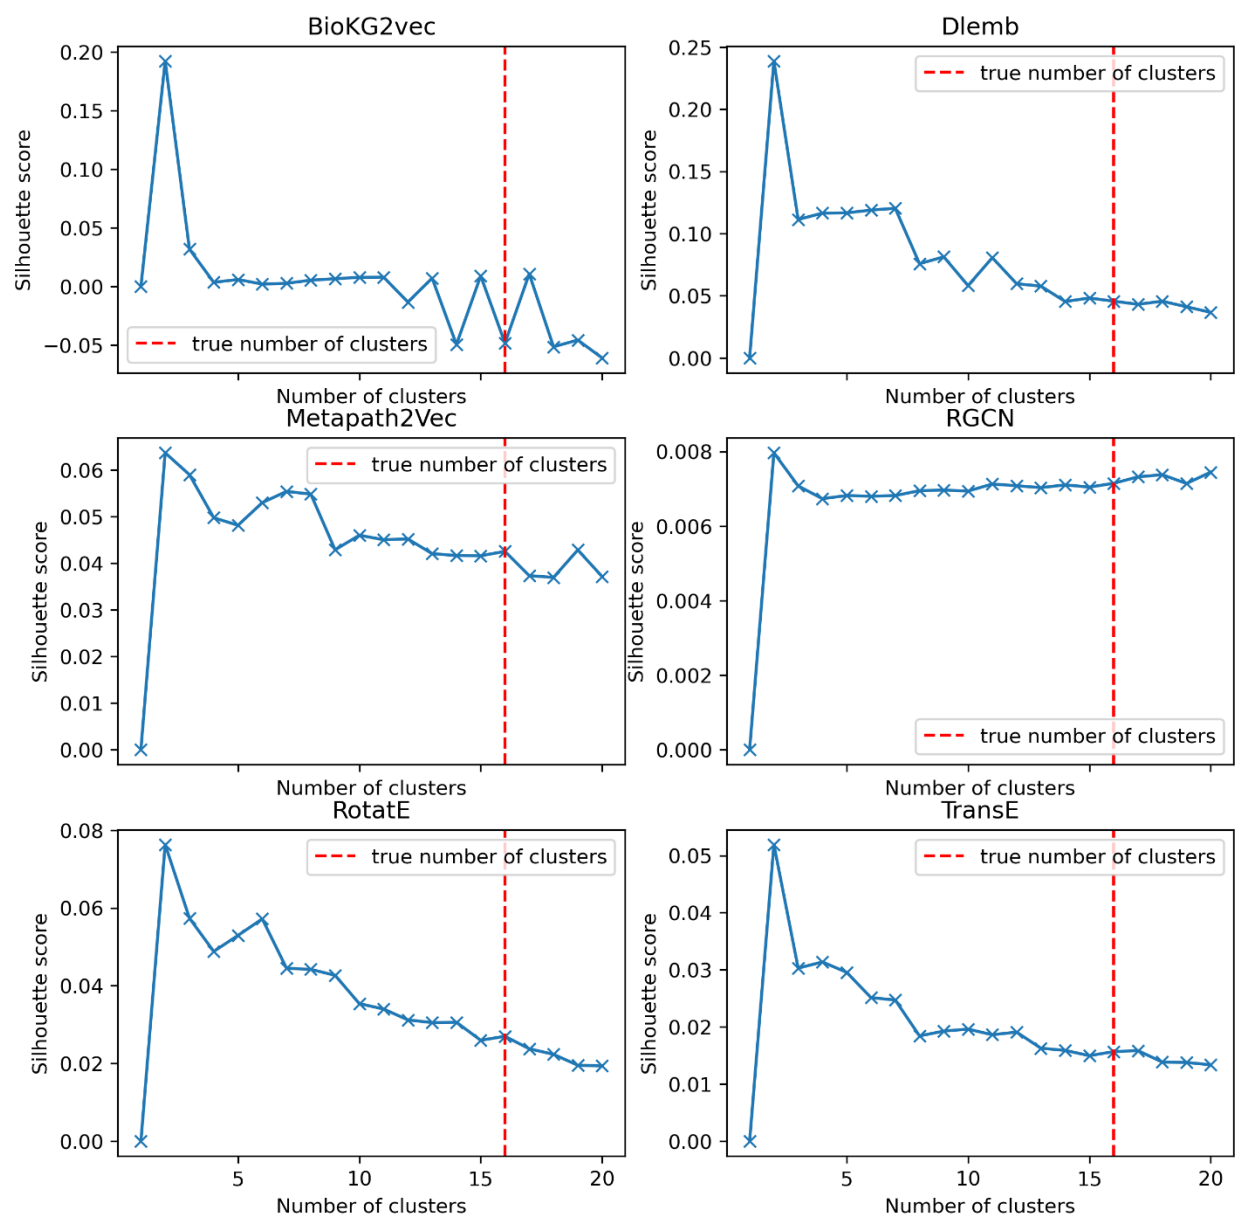 BioKG2vec
0.20
0.15
0.10
0.05
0.00
−0.05
Silhouette score
true number of clusters
Number of clusters
Dlemb
0.25
0.20
0.15
0.10
0.05
0.00
Silhouette score
true number of clusters
Number of clusters
Metapath2Vec
0.06
0.05
0.04
0.03
0.02
0.01
0.00
Silhouette score
true number of clusters
Number of clusters
RGCN
0.008
0.006
0.004
0.002
0.000
Silhouette score
true number of clusters
Number of clusters
RotatE
0.08
0.06
0.04
0.02
0.00
Silhouette score
true number of clusters
5 10 15 20
Number of clusters
TransE
0.05
0.04
0.03
0.02
0.01
0.00
Silhouette score
true number of clusters
5 10 15 20
Number of clusters